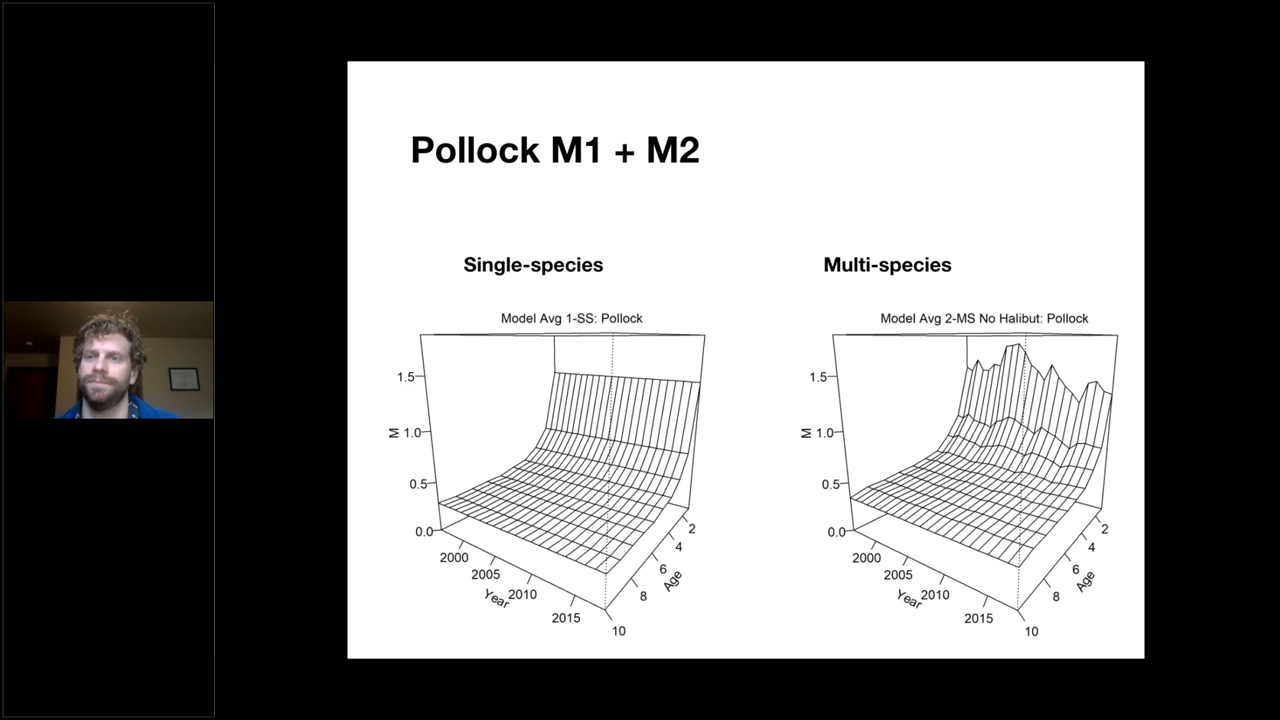 Pollock M1 + M2
Single-species
Multi-species
Model Avg 1-SS: Pollock
M
1.5
1.0
0.5
0.0
2000
2005
2010
2015
Year
2
4
6
8
10
Age
Model Avg 2-MS No Halibut: Pollock
M
1.5
1.0
0.5
0.0
2000
2005
2010
2015
Year
2
4
6
8
10
Age